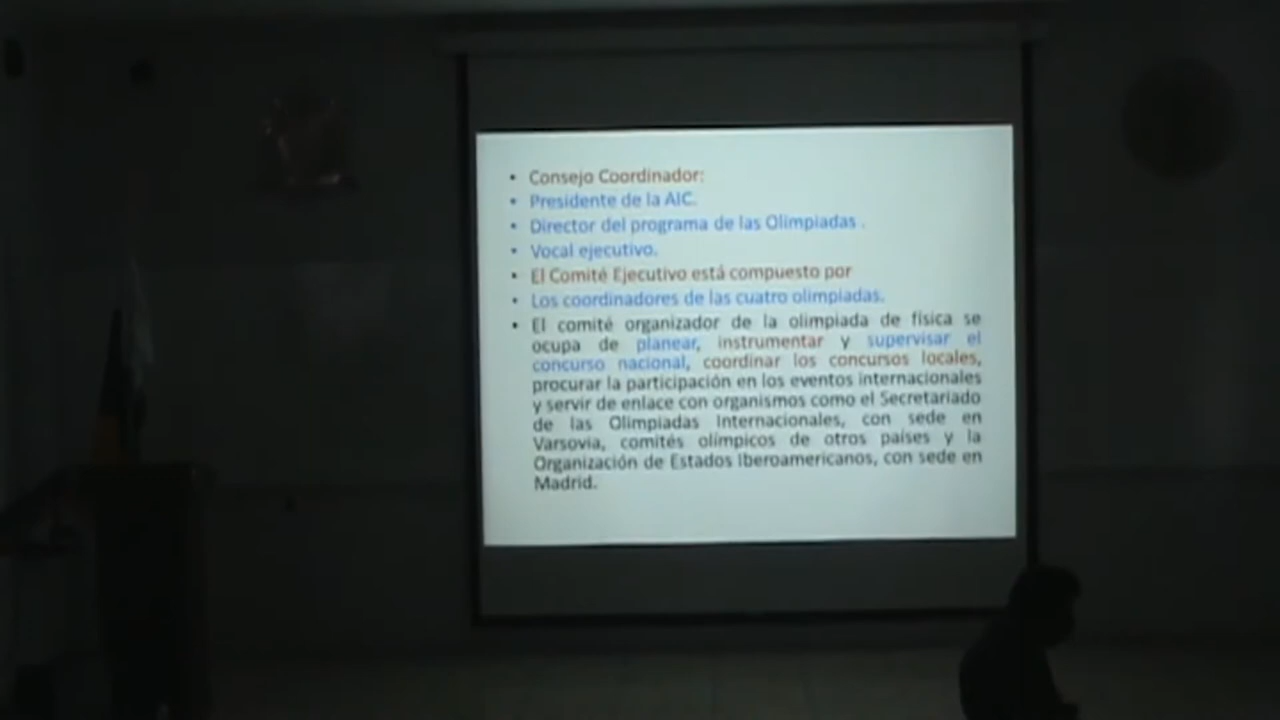 • Consejo Coordinador:
• Presidente de la AIC.
• Director del programa de las Olimpiadas .
• Vocal ejecutivo.
• El Comité Ejecutivo está compuesto por
• Los coordinadores de las cuatro olimpiadas.
• El comité organizador de la olimpiada de física se
ocupa de planear, instrumentar y supervisar el
concurso nacional, coordinar los concursos locales,
procurar la participación en los eventos internacionales
y servir de enlace con organismos como el Secretariado
de las Olimpiadas Internacionales, con sede en
Varsovia, comités olímpicos de otros países y la
Organización de Estados Iberoamericanos, con sede en
Madrid.